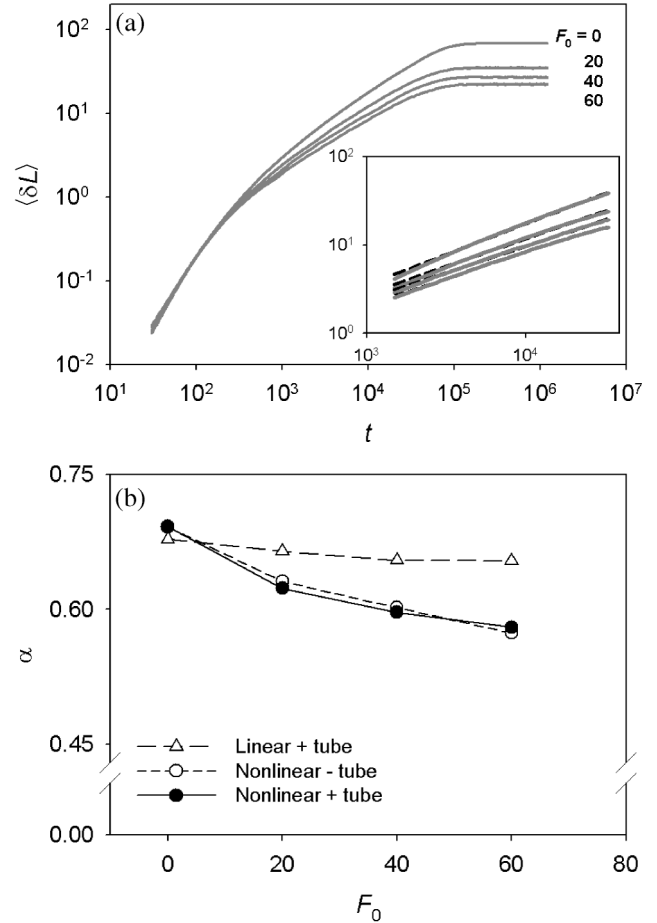 (a)
F₀ = 0
20
40
60
10²
10¹
10⁰
10⁻¹
10⁻²
⟨δL⟩
10²
10¹
10⁰
10³
10⁴
10¹
10²
10³
10⁴
10⁵
10⁶
10⁷
t
(b)
0.75
0.60
0.45
0.00
α
Linear + tube
Nonlinear - tube
Nonlinear + tube
0
20
40
60
80
F₀